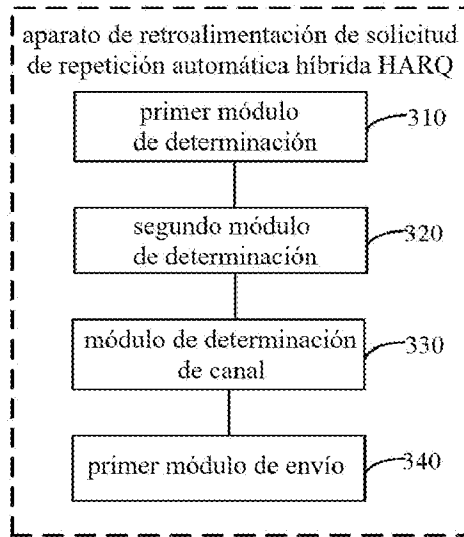 aparato de retroalimentación de solicitud
de repetición automática híbrida HARQ
primer módulo
de determinación
310
segundo módulo
de determinación
320
módulo de determinación
de canal
330
primer módulo de envío
340